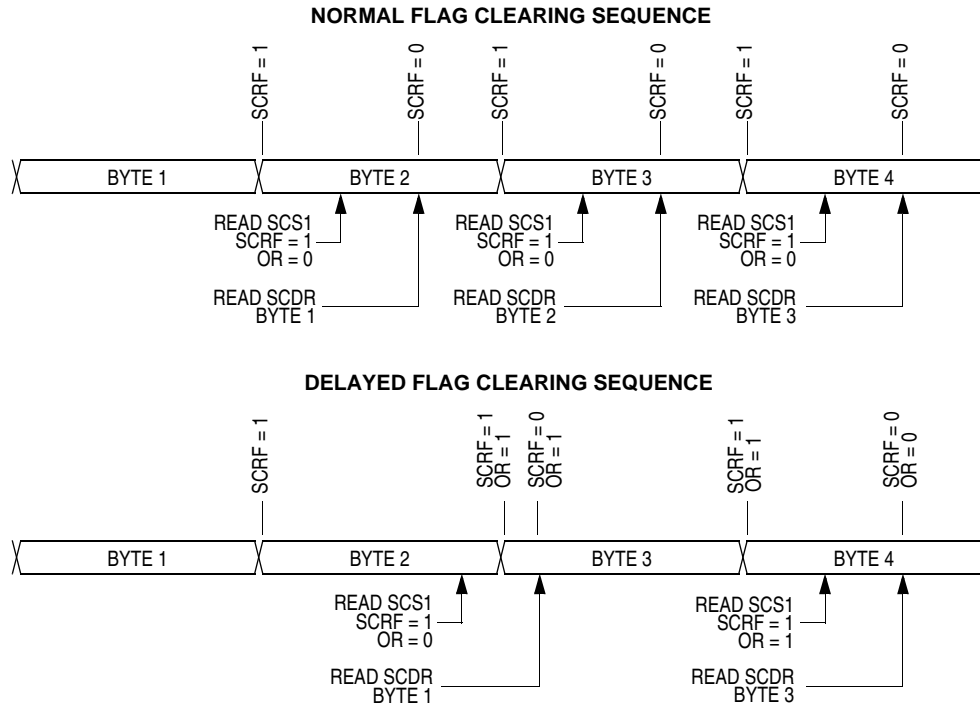 NORMAL FLAG CLEARING SEQUENCE
SCRF = 1
SCRF = 0
SCRF = 1
SCRF = 0
SCRF = 1
SCRF = 0
BYTE 1
BYTE 2
BYTE 3
BYTE 4
READ SCS1
SCRF = 1
OR = 0
READ SCS1
SCRF = 1
OR = 0
READ SCS1
SCRF = 1
OR = 0
READ SCDR
BYTE 1
READ SCDR
BYTE 2
READ SCDR
BYTE 3
DELAYED FLAG CLEARING SEQUENCE
SCRF = 1
SCRF = 1
OR = 1
SCRF = 0
OR = 1
SCRF = 1
OR = 1
SCRF = 0
OR = 0
BYTE 1
BYTE 2
BYTE 3
BYTE 4
READ SCS1
SCRF = 1
OR = 0
READ SCS1
SCRF = 1
OR = 1
READ SCDR
BYTE 1
READ SCDR
BYTE 3